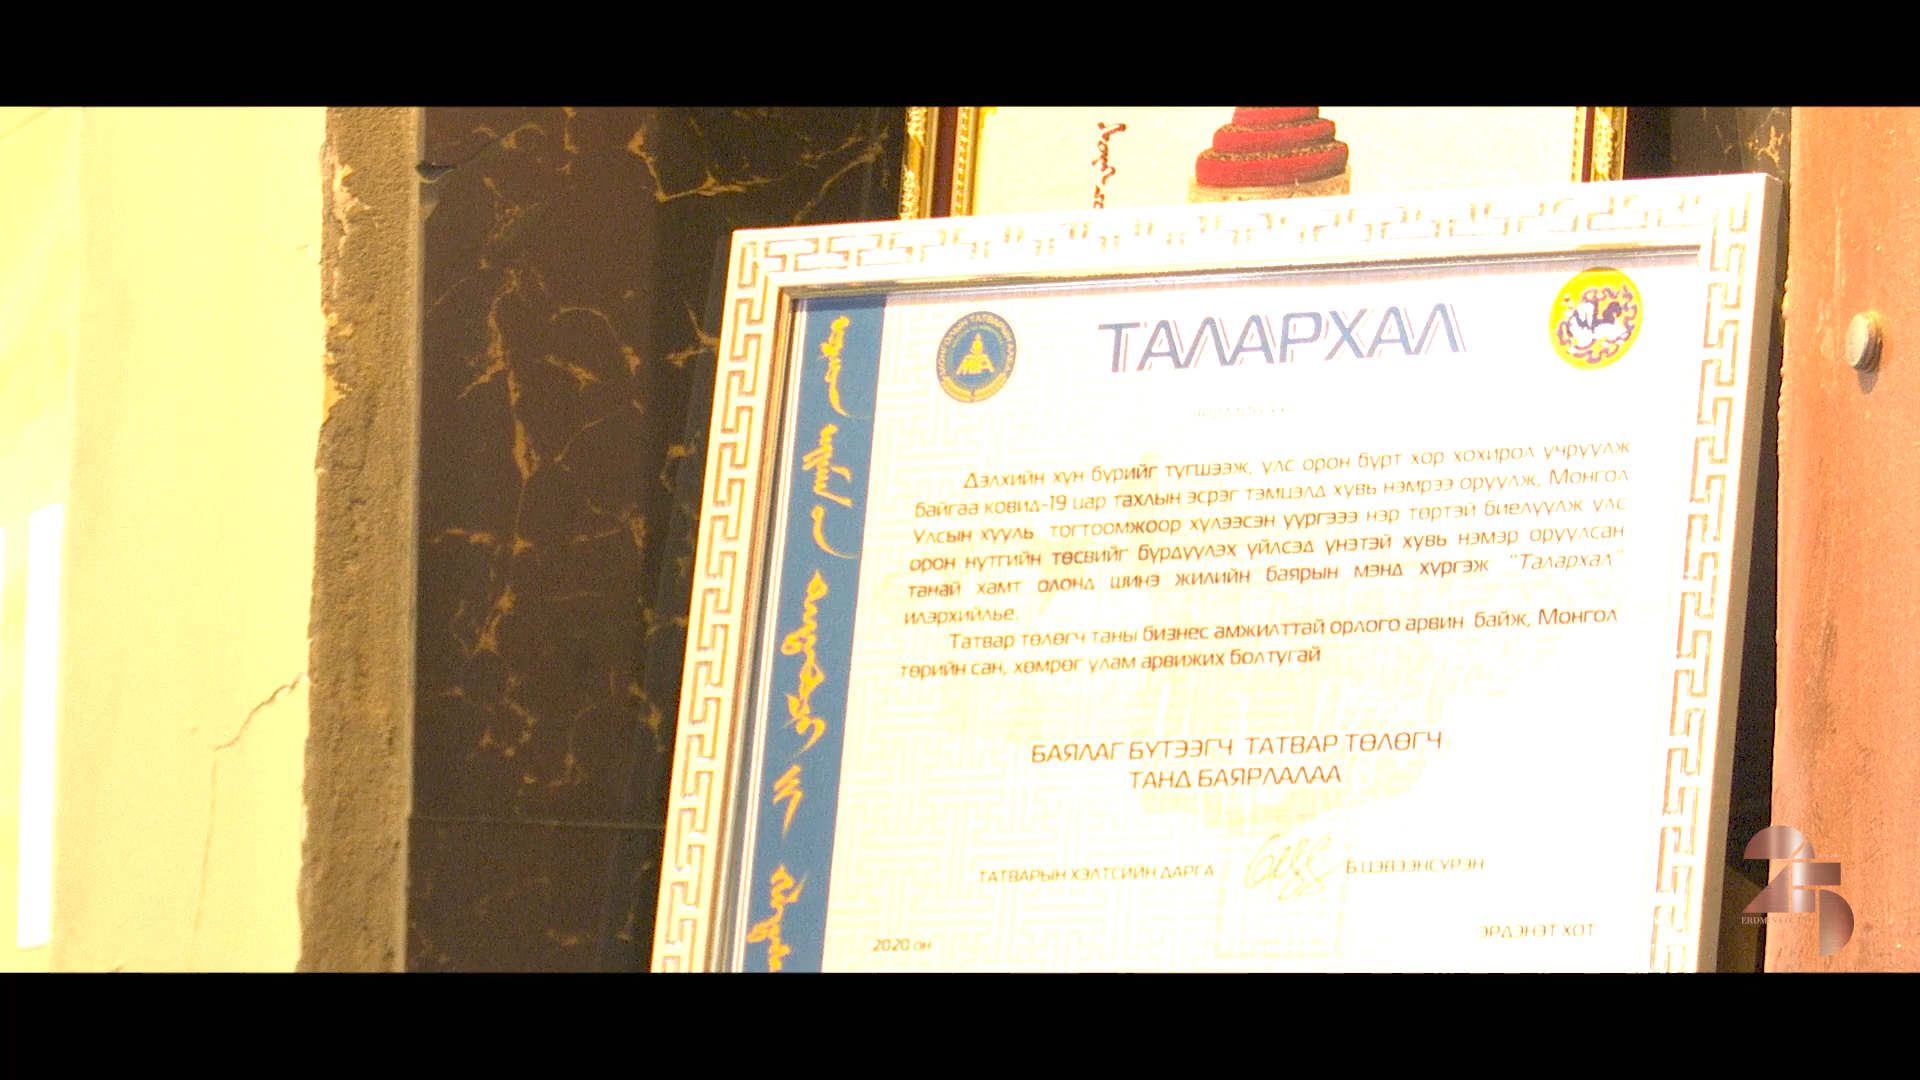 ТАЛАРХАЛ
Дэлхийн хүн бүрийг түгшээж, улс орон бүрт хор хохирол учруулж
байгаа ковид-19 цар тахлын эсрэг тэмцэлд хувь нэмрээ оруулж, Монгол
Улсын хууль тогтоомжоор хүлээсэн үүргээ нэр төртэй биелүүлж улс
орон нутгийн төсвийг бүрдүүлэх үйлсэд үнэтэй хувь нэмэр оруулсан
танай хамт олонд шинэ жилийн баярын мэнд хүргэж "Талархал"
илэрхийлье.
Татвар төлөгч таны бизнес амжилттай орлого арвин байж, Монгол
төрийн сан, хөмрөг улам арвижих болтугай
БАЯЛАГ БҮТЭЭГЧ ТАТВАР ТӨЛӨГЧ
ТАНД БАЯРЛАЛАА
ТАТВАРЫН ХЭЛТСИЙН ДАРГА Б.ЦЭВЭЭНСҮРЭН
2020 он
ЭРДЭНЭТ ХОТ
25